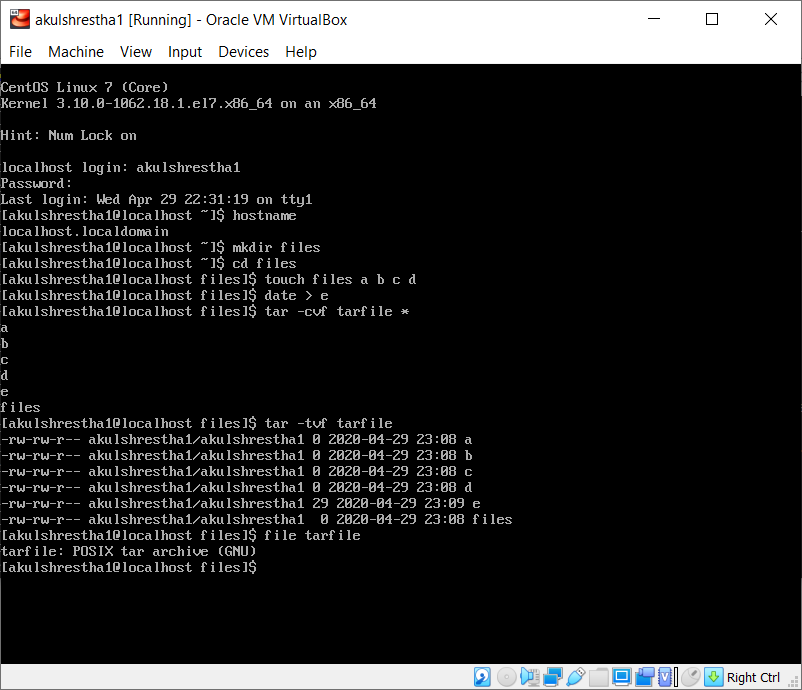 akulshrestha1 [Running] - Oracle VM VirtualBox
File Machine View Input Devices Help
CentOS Linux 7 (Core)
Kernel 3.10.0-1062.18.1.el7.x86_64 on an x86_64
Hint: Num Lock on
localhost login: akulshrestha1
Password:
Last login: Wed Apr 29 22:31:19 on tty1
[akulshrestha1@localhost ~]$ hostname
localhost.localdomain
[akulshrestha1@localhost ~]$ mkdir files
[akulshrestha1@localhost ~]$ cd files
[akulshrestha1@localhost files]$ touch files a b c d
[akulshrestha1@localhost files]$ date > e
[akulshrestha1@localhost files]$ tar -cvf tarfile *
a
b
c
d
e
files
[akulshrestha1@localhost files]$ tar -tvf tarfile
-rw-rw-r-- akulshrestha1/akulshrestha1 0 2020-04-29 23:08 a
-rw-rw-r-- akulshrestha1/akulshrestha1 0 2020-04-29 23:08 b
-rw-rw-r-- akulshrestha1/akulshrestha1 0 2020-04-29 23:08 c
-rw-rw-r-- akulshrestha1/akulshrestha1 0 2020-04-29 23:08 d
-rw-rw-r-- akulshrestha1/akulshrestha1 29 2020-04-29 23:09 e
-rw-rw-r-- akulshrestha1/akulshrestha1  0 2020-04-29 23:08 files
[akulshrestha1@localhost files]$ file tarfile
tarfile: POSIX tar archive (GNU)
[akulshrestha1@localhost files]$
Right Ctrl